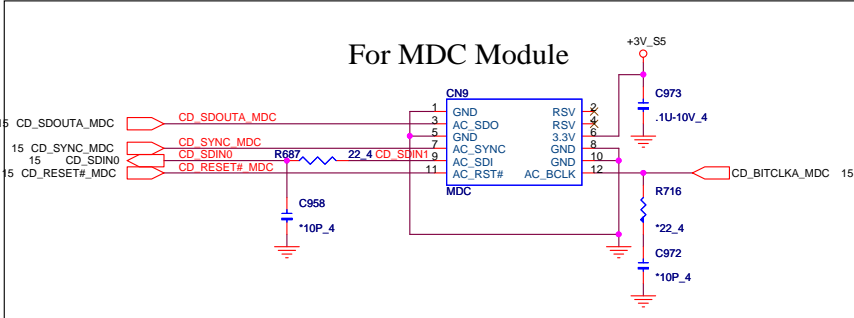 For MDC Module
+3V_S5
CN9
C973
.1U-10V_4
1 GND RSV 2
15 CD_SDOUTA_MDC CD_SDOUTA_MDC 3 AC_SDO RSV 4
5 GND 3.3V 6
15 CD_SYNC_MDC CD_SYNC_MDC 7 AC_SYNC GND 8
15 CD_SDIN0 CD_SDIN0 R687 22_4 CD_SDIN1 9 AC_SDI GND 10
15 CD_RESET#_MDC CD_RESET#_MDC 11 AC_RST# AC_BCLK 12 CD_BITCLKA_MDC 15
MDC
R716
*22_4
C958
*10P_4
C972
*10P_4